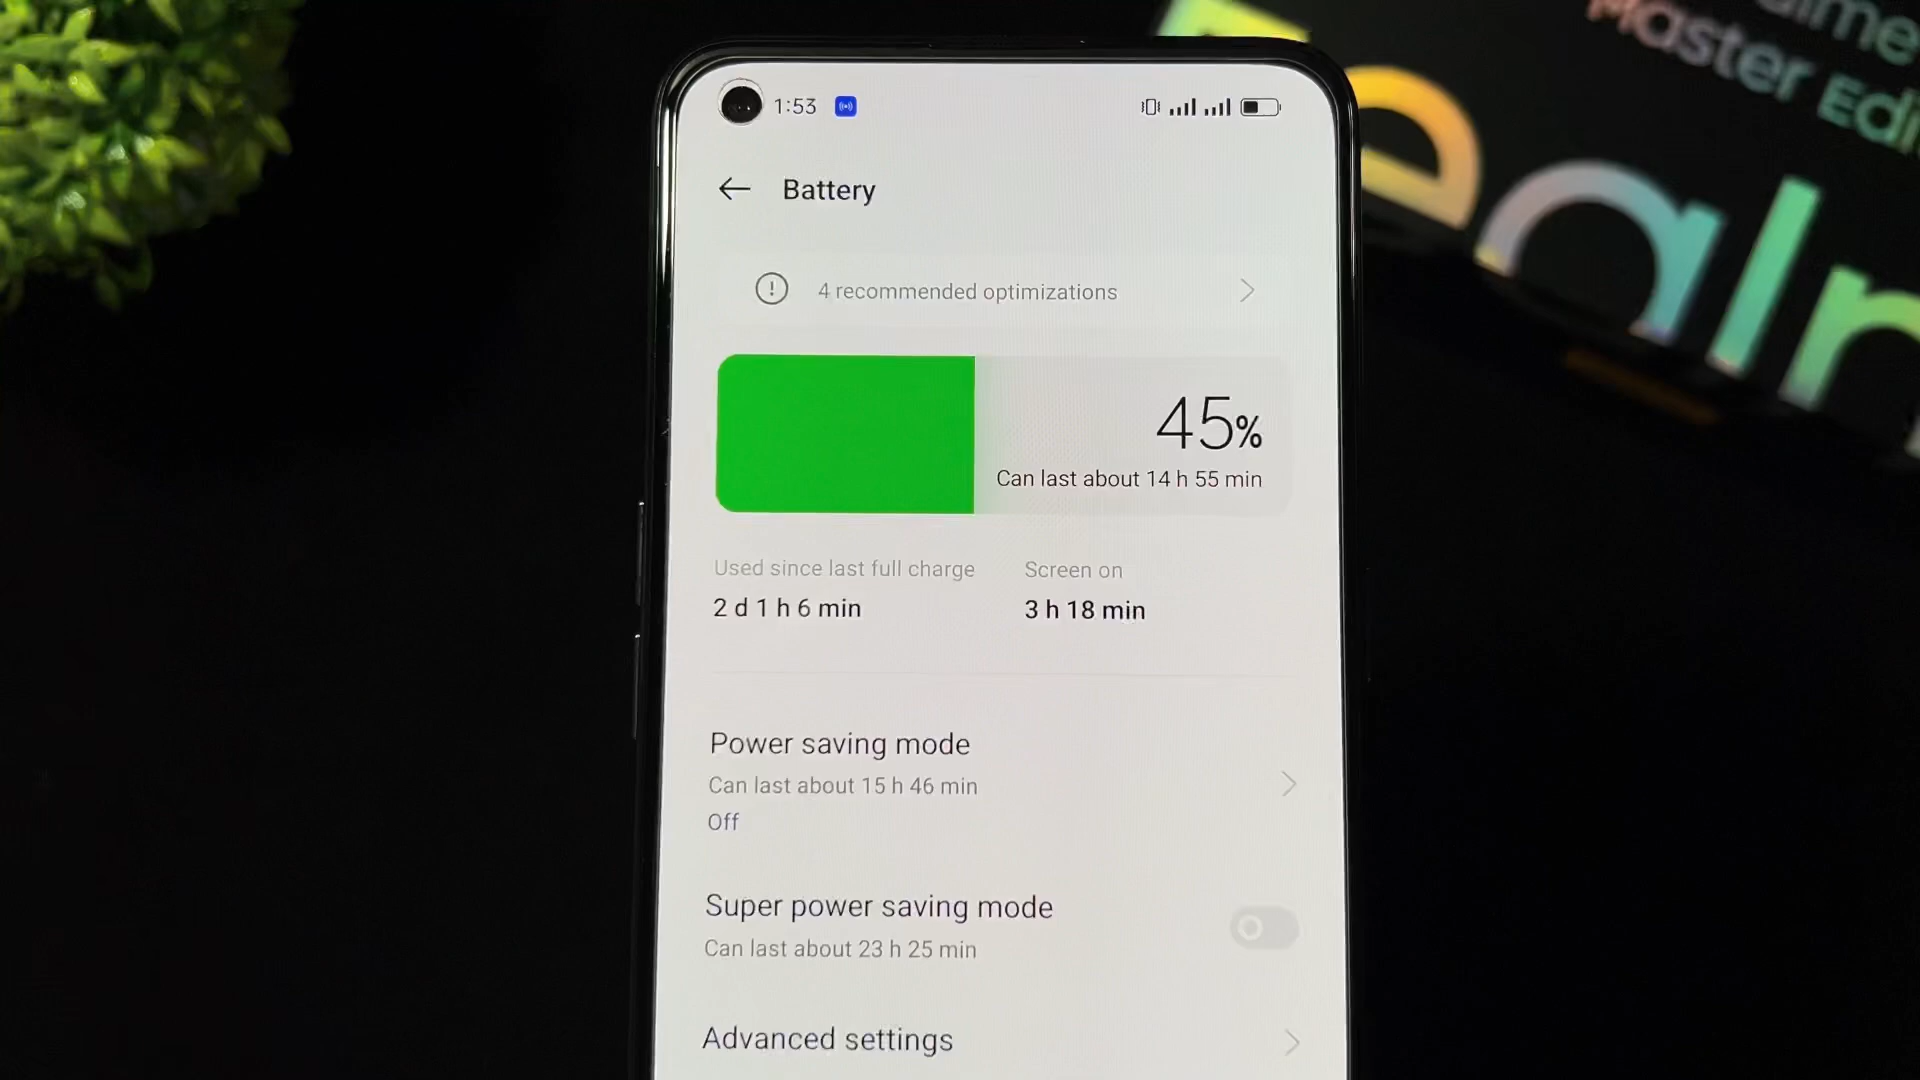 1:53
Battery
4 recommended optimizations
45%
Can last about 14 h 55 min
Used since last full charge
2 d 1 h 6 min
Screen on
3 h 18 min
Power saving mode
Can last about 15 h 46 min
Off
Super power saving mode
Can last about 23 h 25 min
Advanced settings
ealm
alme
Master Edi